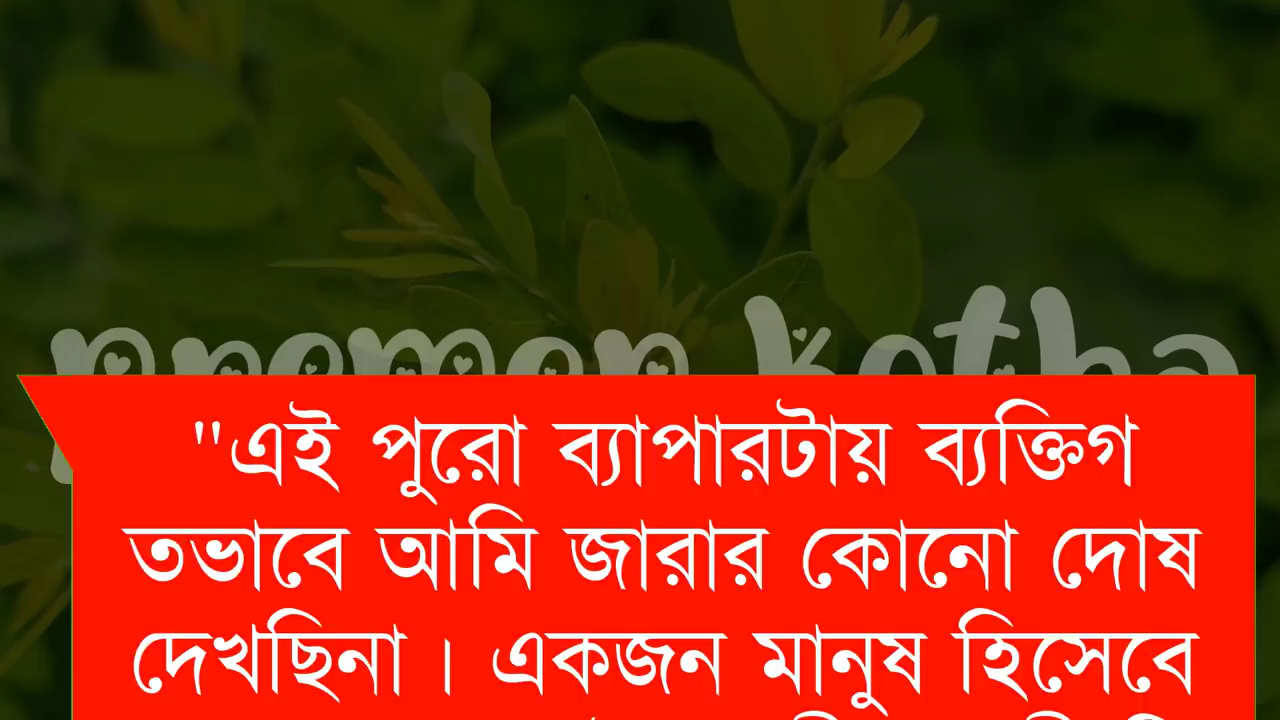 premer kotha
"এই পুরো ব্যাপারটায় ব্যক্তিগ
তভাবে আমি জারার কোনো দোষ
দেখছিনা। একজন মানুষ হিসেবে